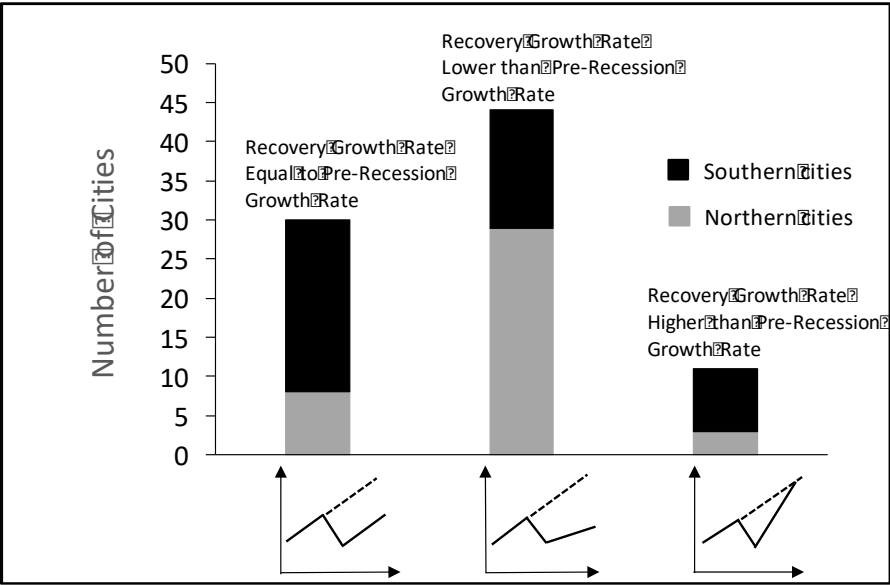 Recovery Growth Rate
Lower than Pre-Recession
Growth Rate
Recovery Growth Rate
Equal to Pre-Recession
Growth Rate
Recovery Growth Rate
Higher than Pre-Recession
Growth Rate
Southern cities
Northern cities
Number of Cities
50
45
40
35
30
25
20
15
10
5
0